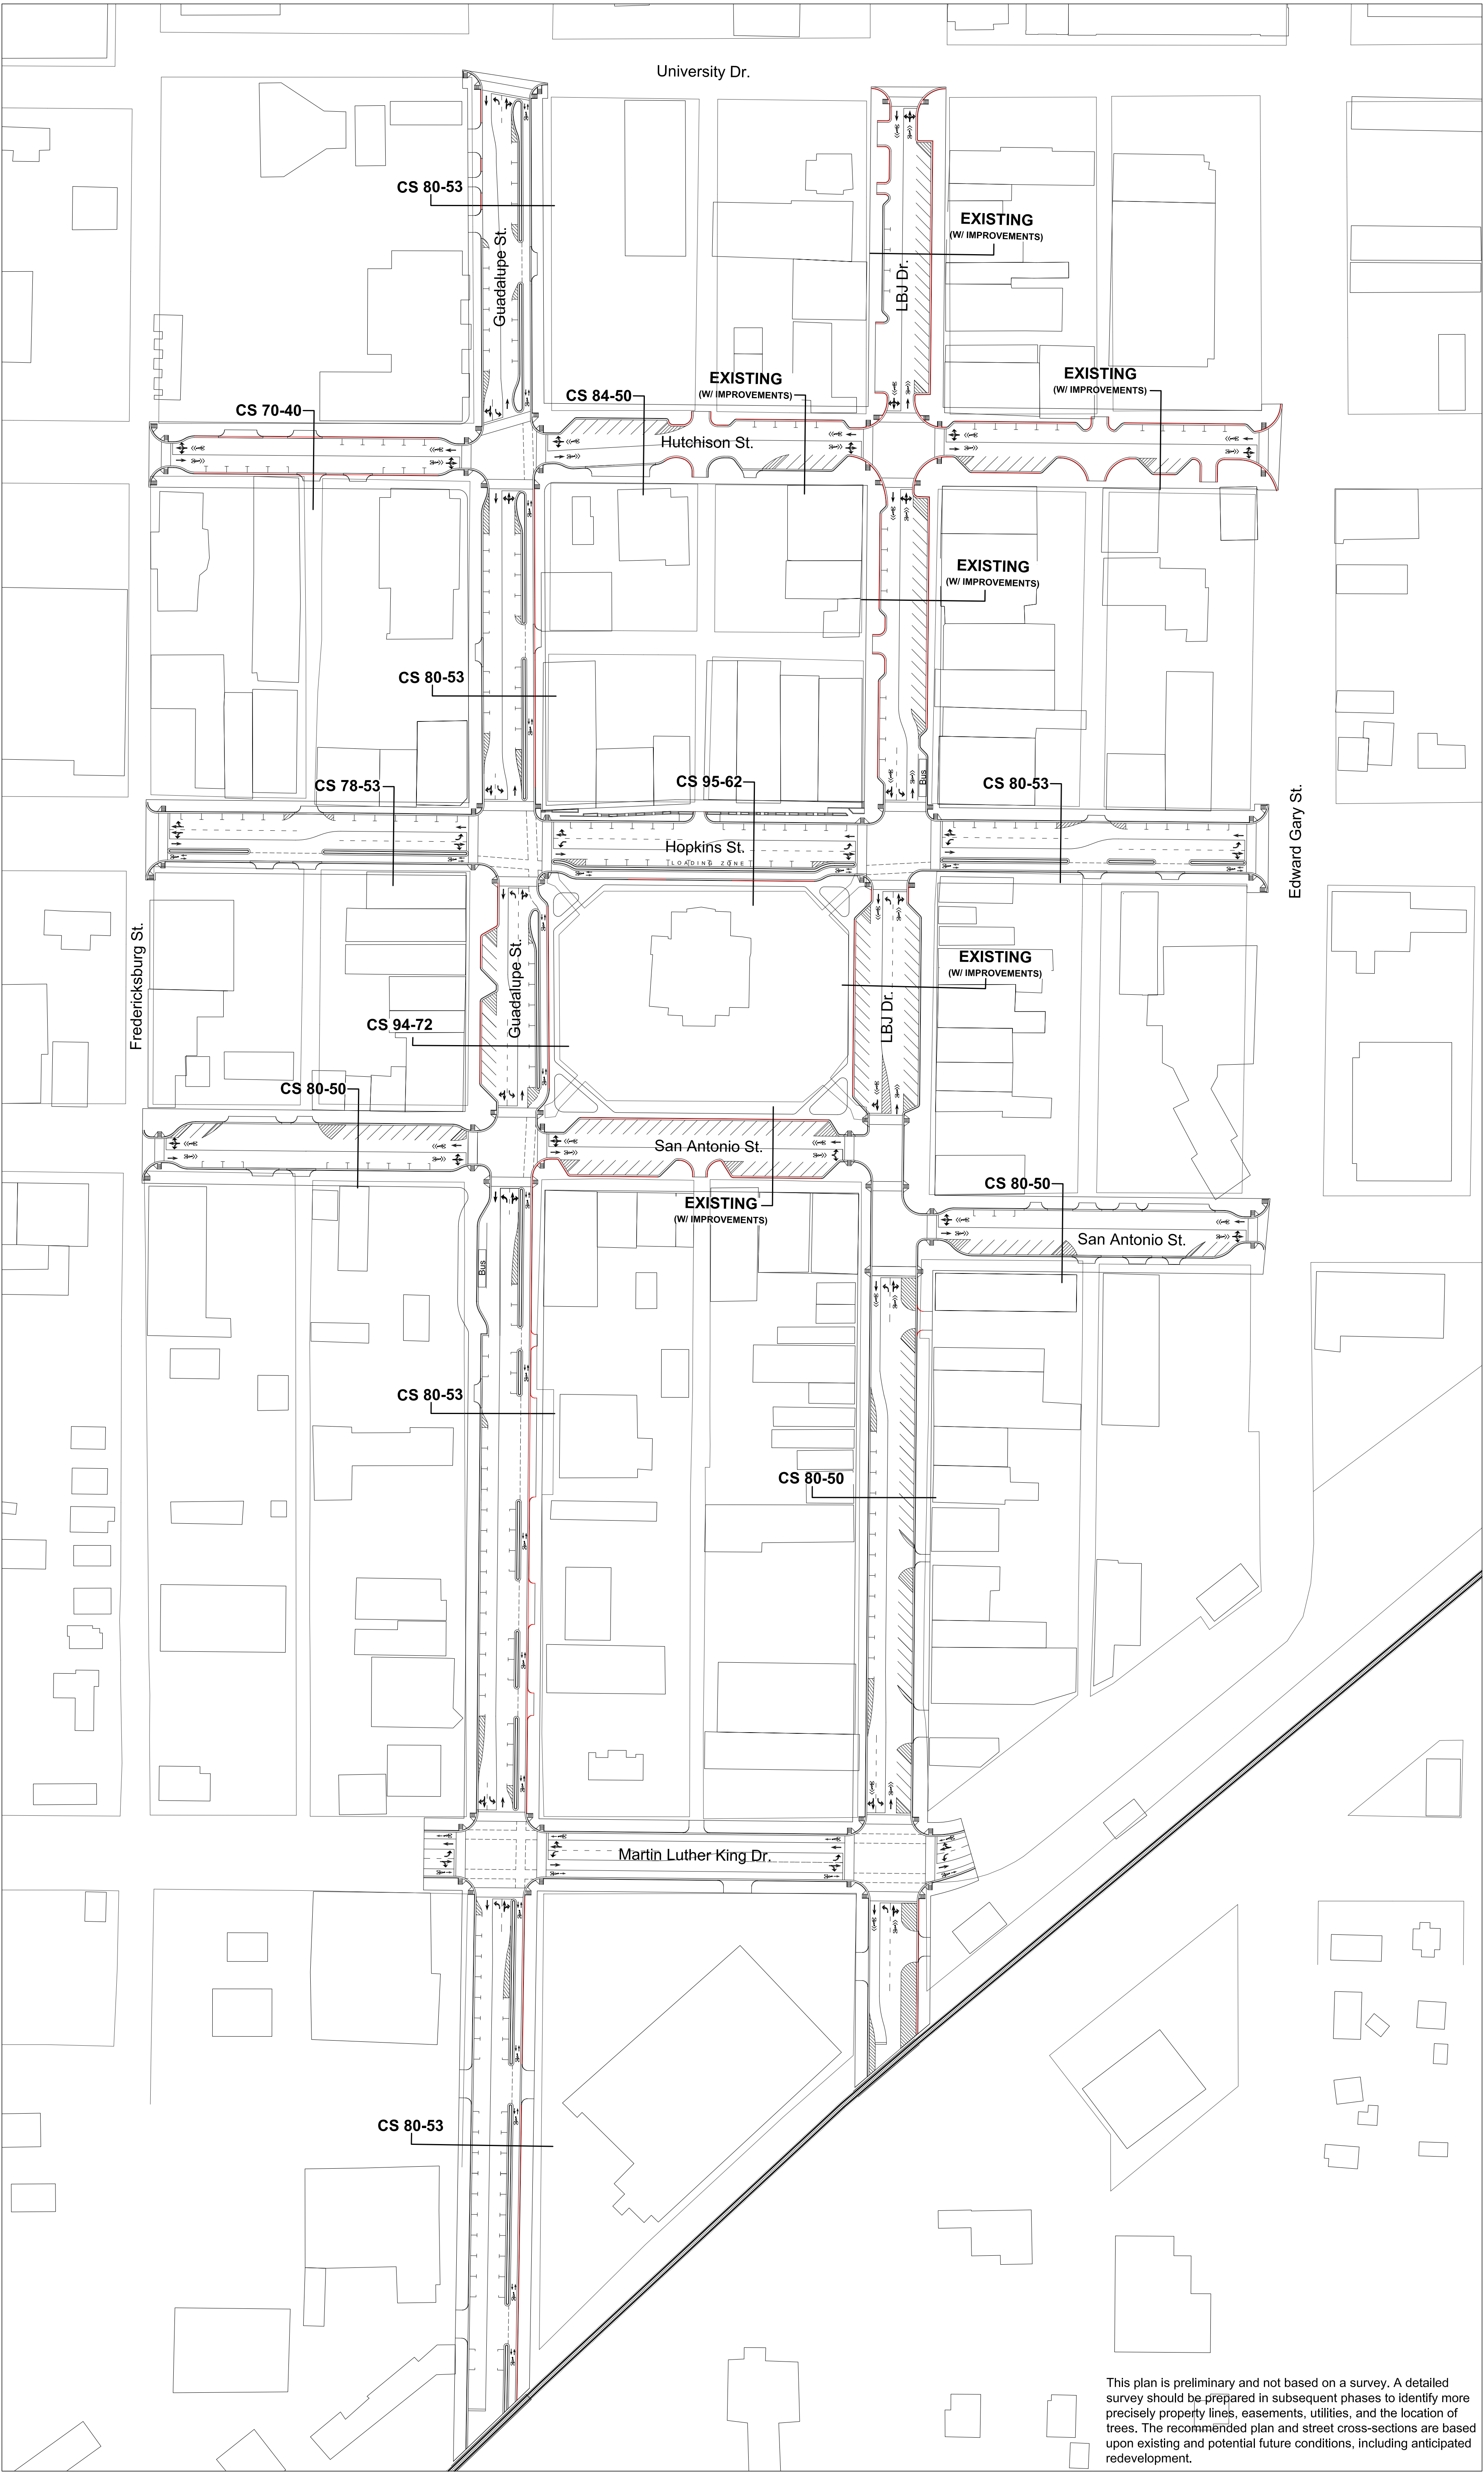 University Dr.
CS 80-53
Guadalupe St.
EXISTING
(W/ IMPROVEMENTS)
LBJ Dr.
EXISTING
(W/ IMPROVEMENTS)
EXISTING
(W/ IMPROVEMENTS)
CS 84-50
CS 70-40
Hutchison St.
EXISTING
(W/ IMPROVEMENTS)
CS 80-53
CS 78-53
CS 95-62
CS 80-53
Bus
Hopkins St.
LOADING ZONE
Edward Gary St.
Fredericksburg St.
Guadalupe St.
EXISTING
(W/ IMPROVEMENTS)
LBJ Dr.
CS 94-72
CS 80-50
San Antonio St.
CS 80-50
EXISTING
(W/ IMPROVEMENTS)
San Antonio St.
Bus
CS 80-53
CS 80-50
Martin Luther King Dr.
CS 80-53
This plan is preliminary and not based on a survey. A detailed
survey should be prepared in subsequent phases to identify more
precisely property lines, easements, utilities, and the location of
trees. The recommended plan and street cross-sections are based
upon existing and potential future conditions, including anticipated
redevelopment.